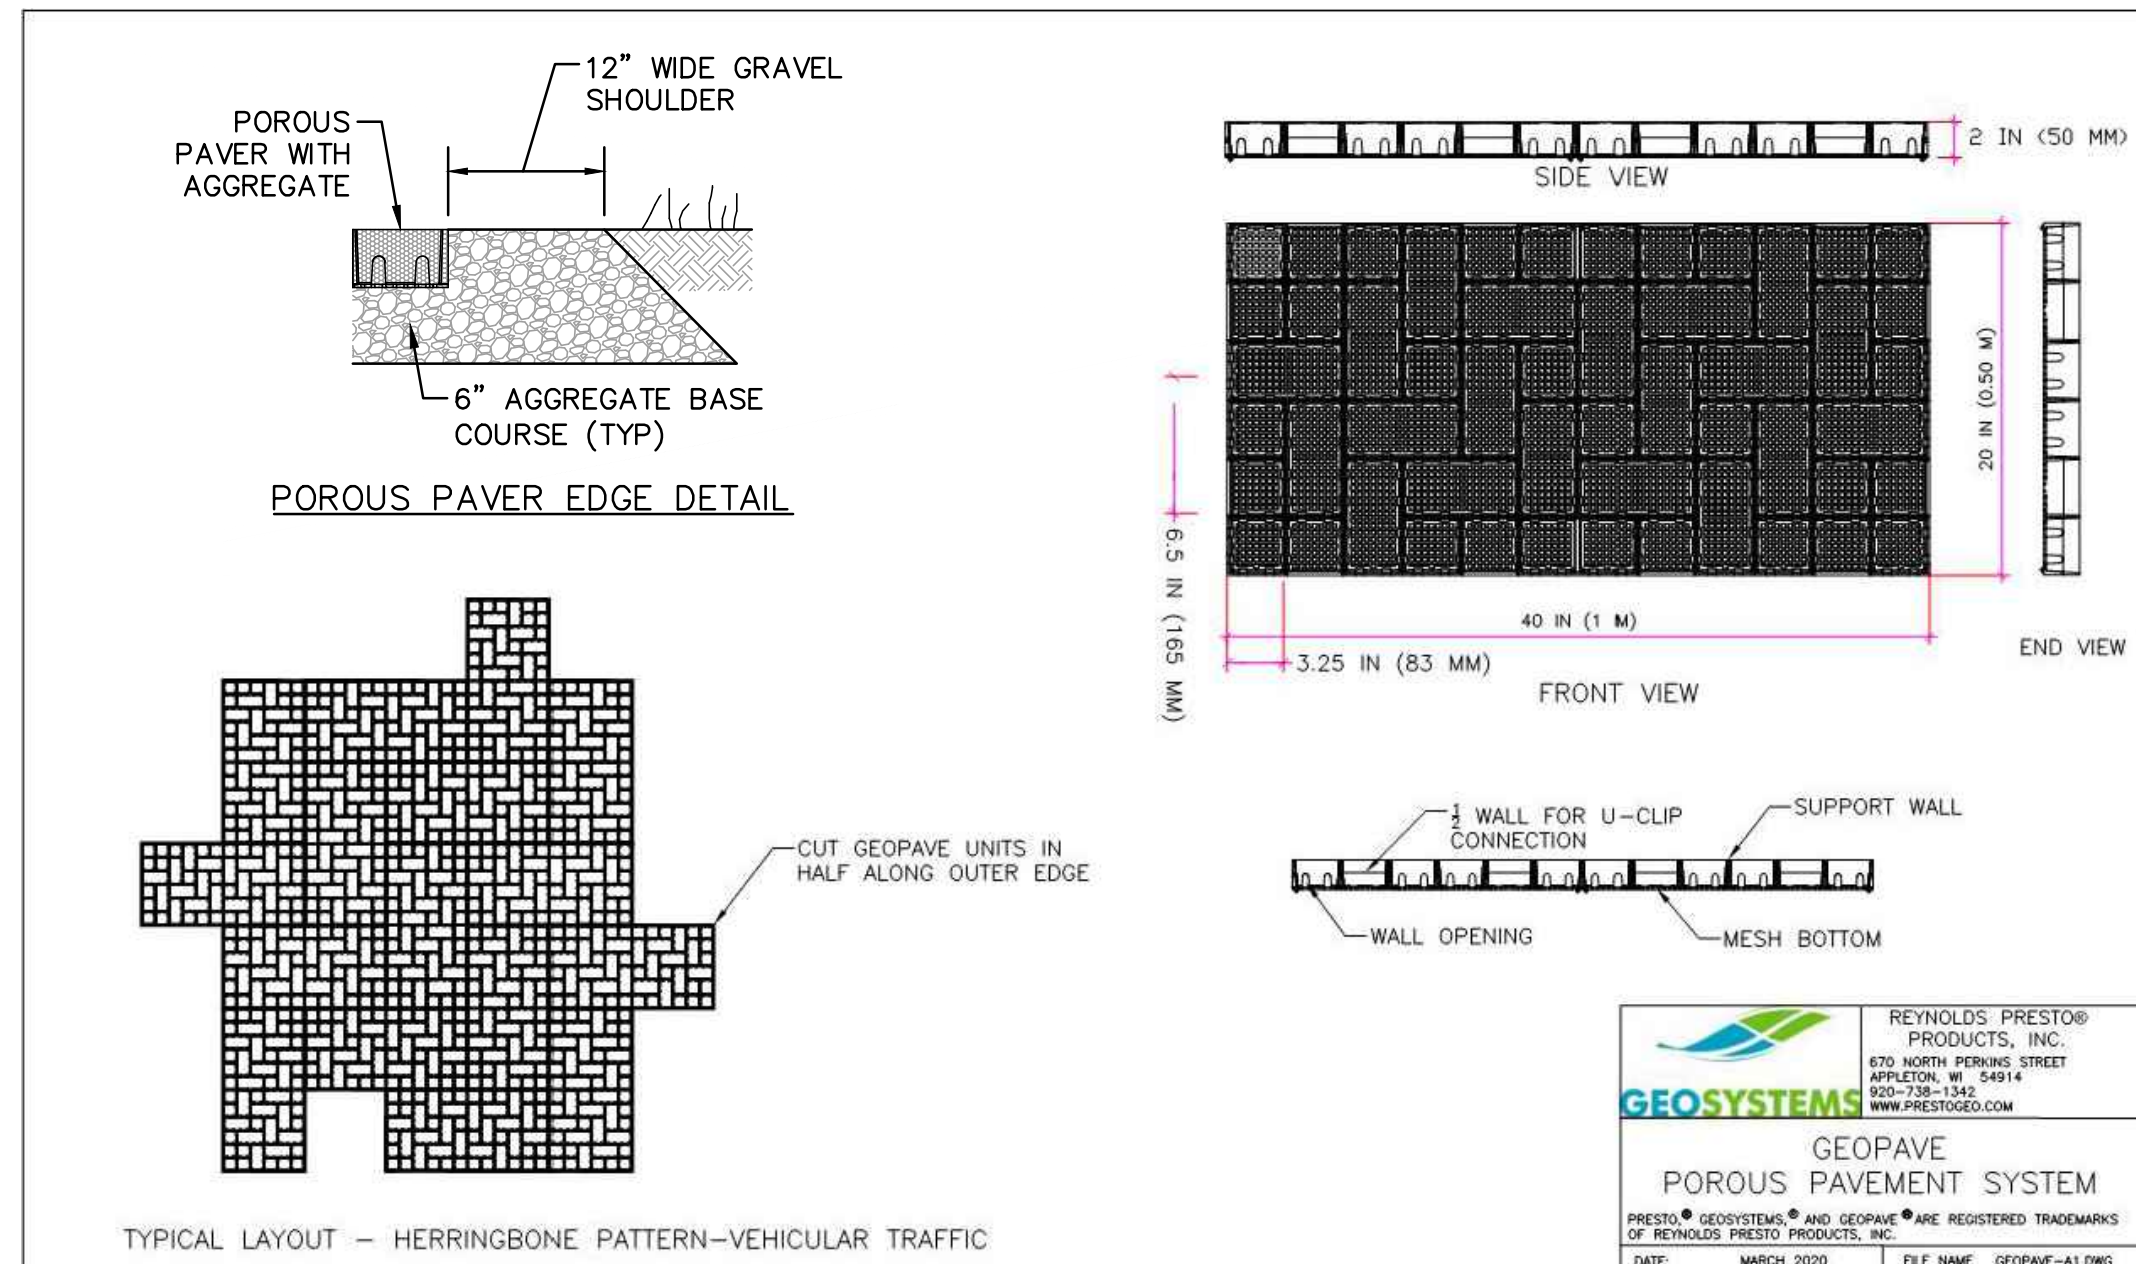 12" WIDE GRAVEL
SHOULDER
POROUS
PAVER WITH
AGGREGATE
6" AGGREGATE BASE
COURSE (TYP)
POROUS PAVER EDGE DETAIL
2 IN (50 MM)
SIDE VIEW
20 IN (0.50 M)
6.5 IN (165 MM)
40 IN (1 M)
3.25 IN (83 MM)
END VIEW
FRONT VIEW
CUT GEOPAVE UNITS IN
HALF ALONG OUTER EDGE
TYPICAL LAYOUT – HERRINGBONE PATTERN–VEHICULAR TRAFFIC
½ WALL FOR U–CLIP
CONNECTION
SUPPORT WALL
WALL OPENING
MESH BOTTOM
GEOSYSTEMS
REYNOLDS PRESTO®
PRODUCTS, INC.
670 NORTH PERKINS STREET
APPLETON, WI 54914
920–738–1342
WWW.PRESTOGEO.COM
GEOPAVE
POROUS PAVEMENT SYSTEM
PRESTO,® GEOSYSTEMS,® AND GEOPAVE® ARE REGISTERED TRADEMARKS
OF REYNOLDS PRESTO PRODUCTS, INC.
DATE: MARCH 2020
FILE NAME GEOPAVE–A1.DWG